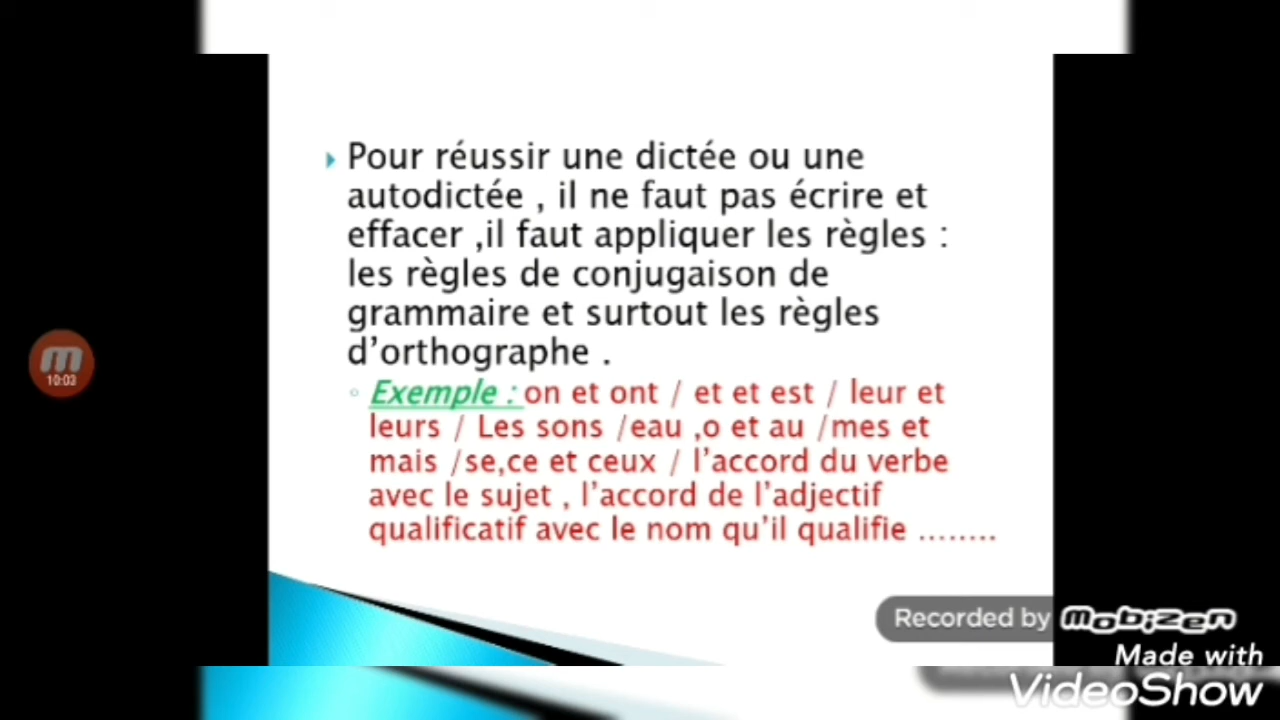 Pour réussir une dictée ou une
autodictée , il ne faut pas écrire et
effacer ,il faut appliquer les règles :
les règles de conjugaison de
grammaire et surtout les règles
d'orthographe .
Exemple : on et ont / et et est / leur et
leurs / Les sons /eau ,o et au /mes et
mais /se,ce et ceux / l'accord du verbe
avec le sujet , l'accord de l'adjectif
qualificatif avec le nom qu'il qualifie ........
10:03
Recorded by mobizen
Made with
VideoShow